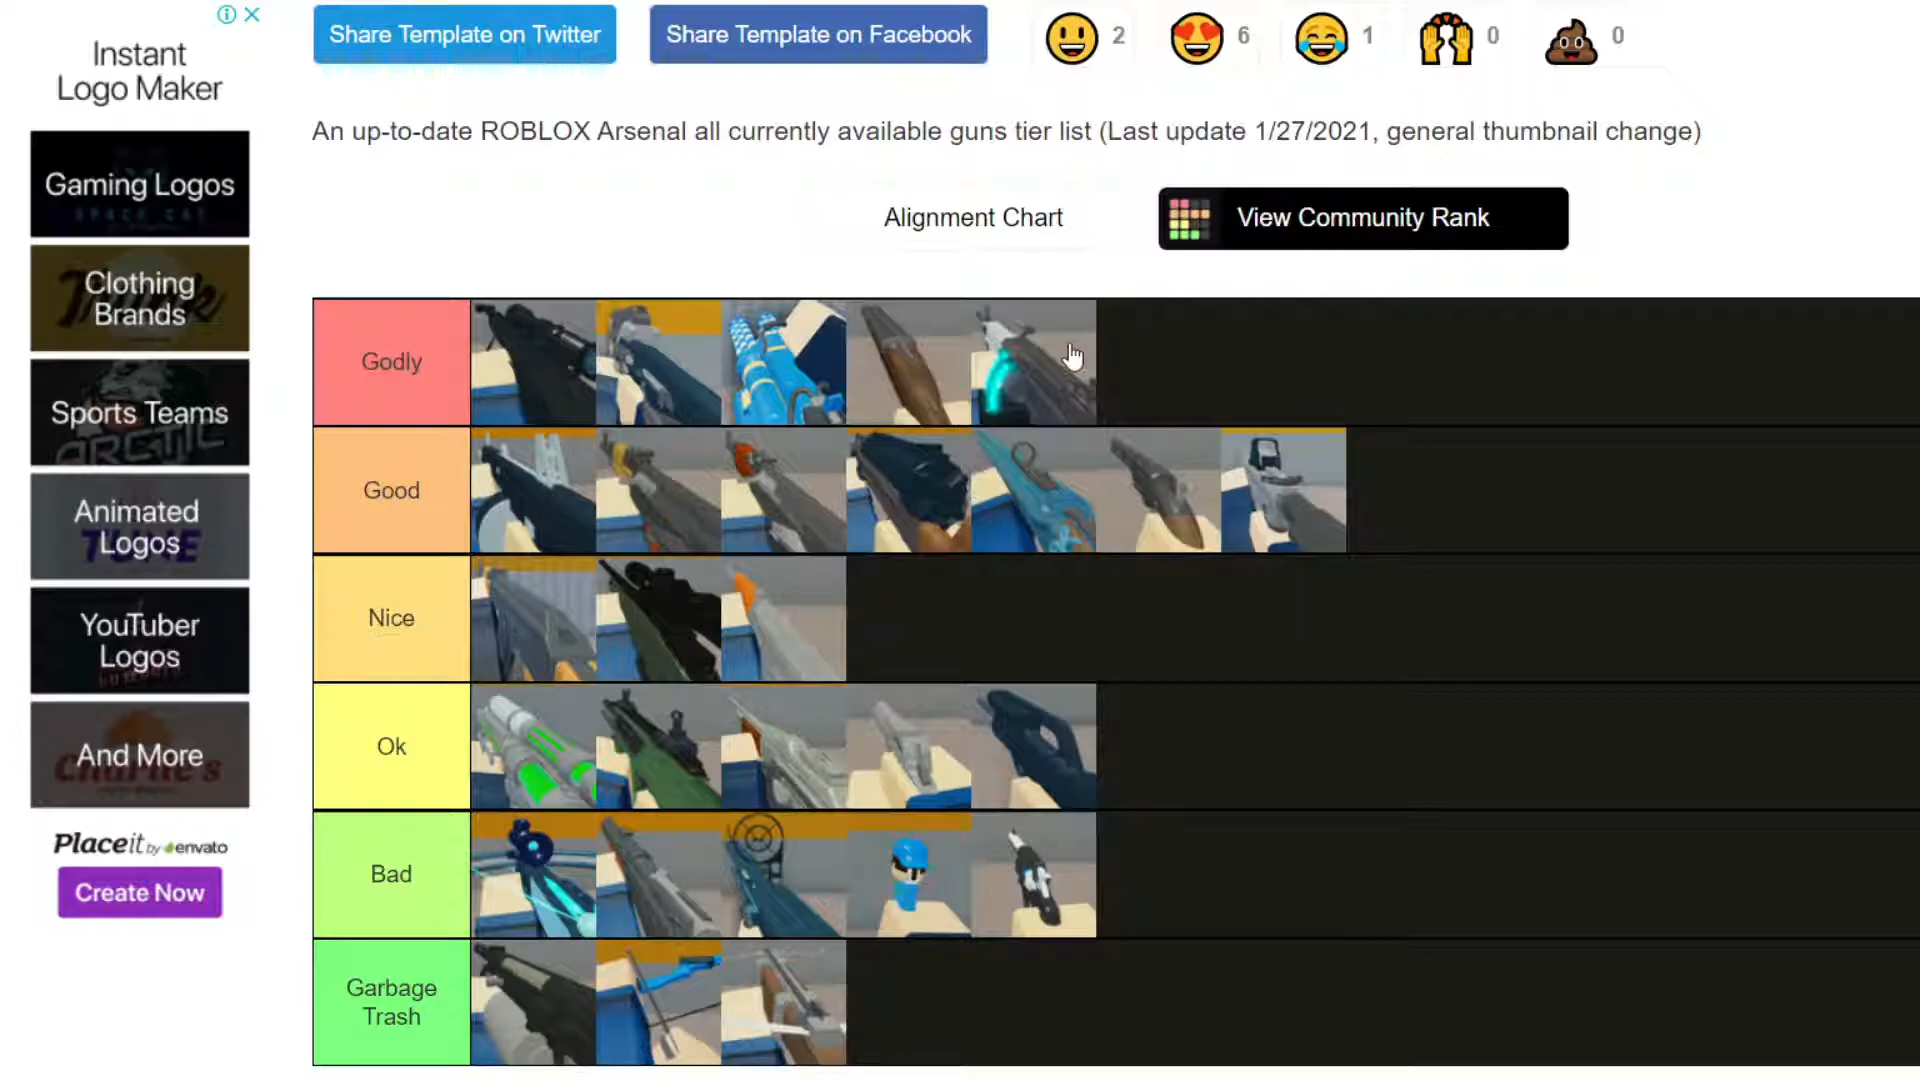 Instant
Logo Maker
Gaming Logos
Clothing
Brands
Sports Teams
ARCTIC
Animated
Logos
YouTuber
Logos
And More
Charlie's
Placeit by envato
Create Now
Share Template on Twitter
Share Template on Facebook
2
6
1
0
0
An up-to-date ROBLOX Arsenal all currently available guns tier list (Last update 1/27/2021, general thumbnail change)
Alignment Chart
View Community Rank
Godly
Good
Nice
Ok
Bad
Garbage
Trash